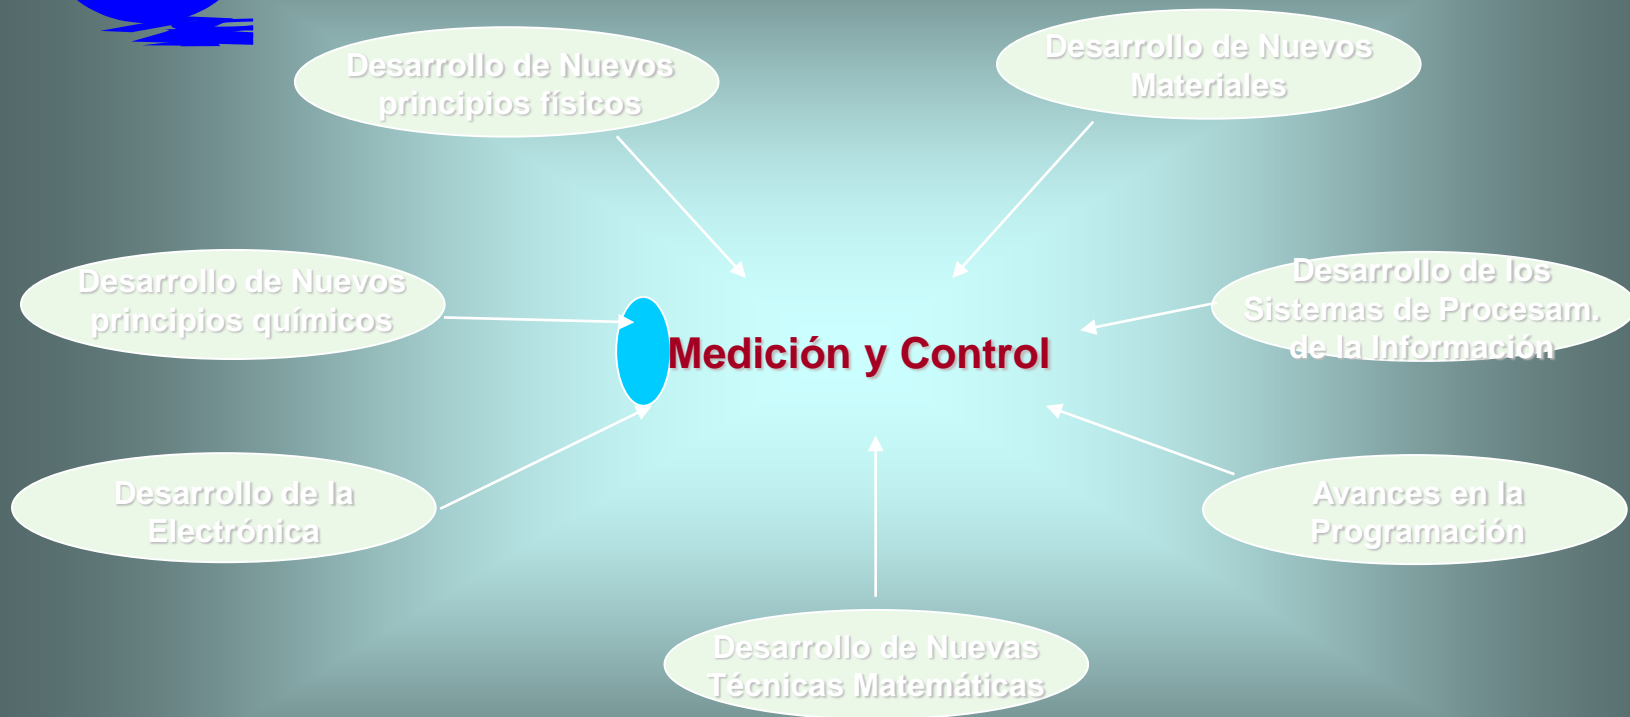 Desarrollo de Nuevos
principios físicos
Desarrollo de Nuevos
Materiales
Desarrollo de Nuevos
principios químicos
Desarrollo de los
Sistemas de Procesam.
de la Información
Medición y Control
Desarrollo de la
Electrónica
Avances en la
Programación
Desarrollo de Nuevas
Técnicas Matemáticas